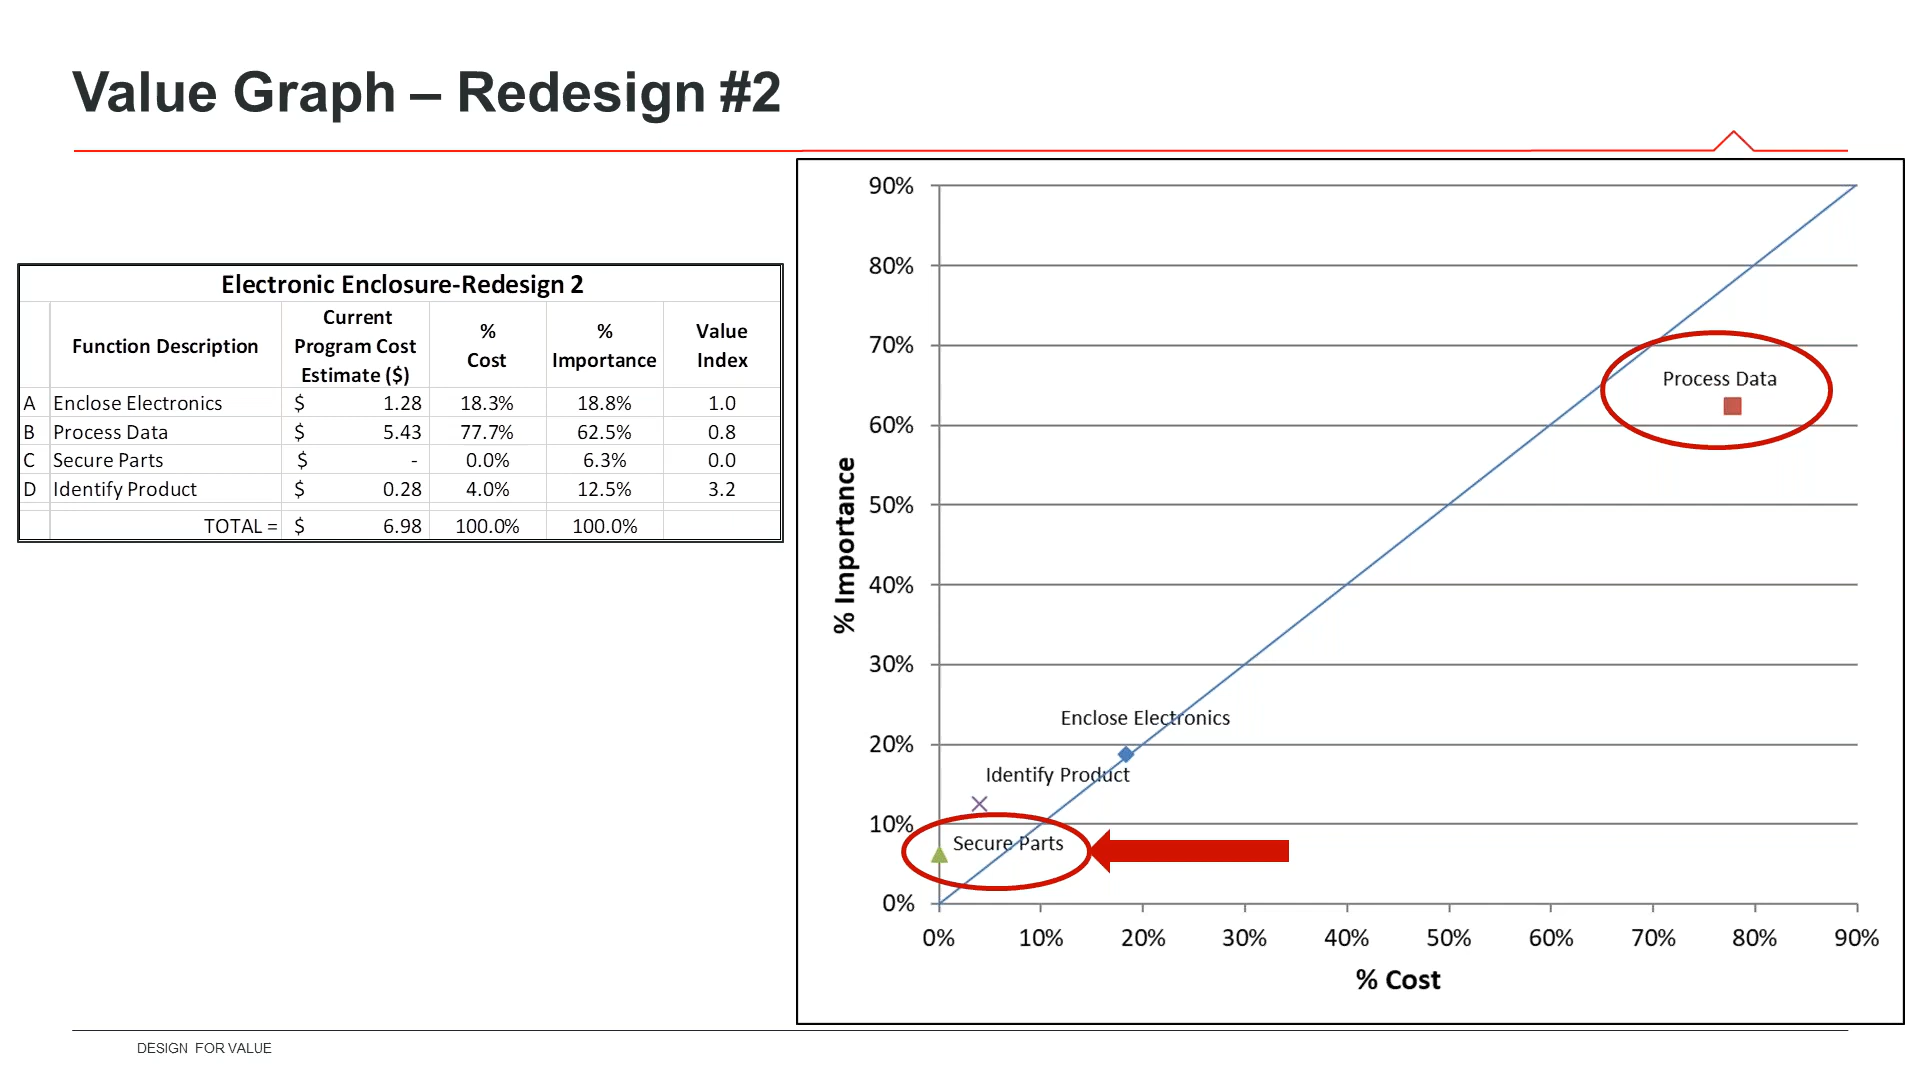 Value Graph – Redesign #2
Electronic Enclosure-Redesign 2
Function Description
Current
Program Cost
Estimate ($)
%
Cost
%
Importance
Value
Index
A Enclose Electronics $ 1.28 18.3% 18.8% 1.0
B Process Data $ 5.43 77.7% 62.5% 0.8
C Secure Parts $ - 0.0% 6.3% 0.0
D Identify Product $ 0.28 4.0% 12.5% 3.2
TOTAL = $ 6.98 100.0% 100.0%
% Importance
90%
80%
70%
60%
50%
40%
30%
20%
10%
0%
Process Data
Enclose Electronics
Identify Product
Secure Parts
0% 10% 20% 30% 40% 50% 60% 70% 80% 90%
% Cost
DESIGN FOR VALUE